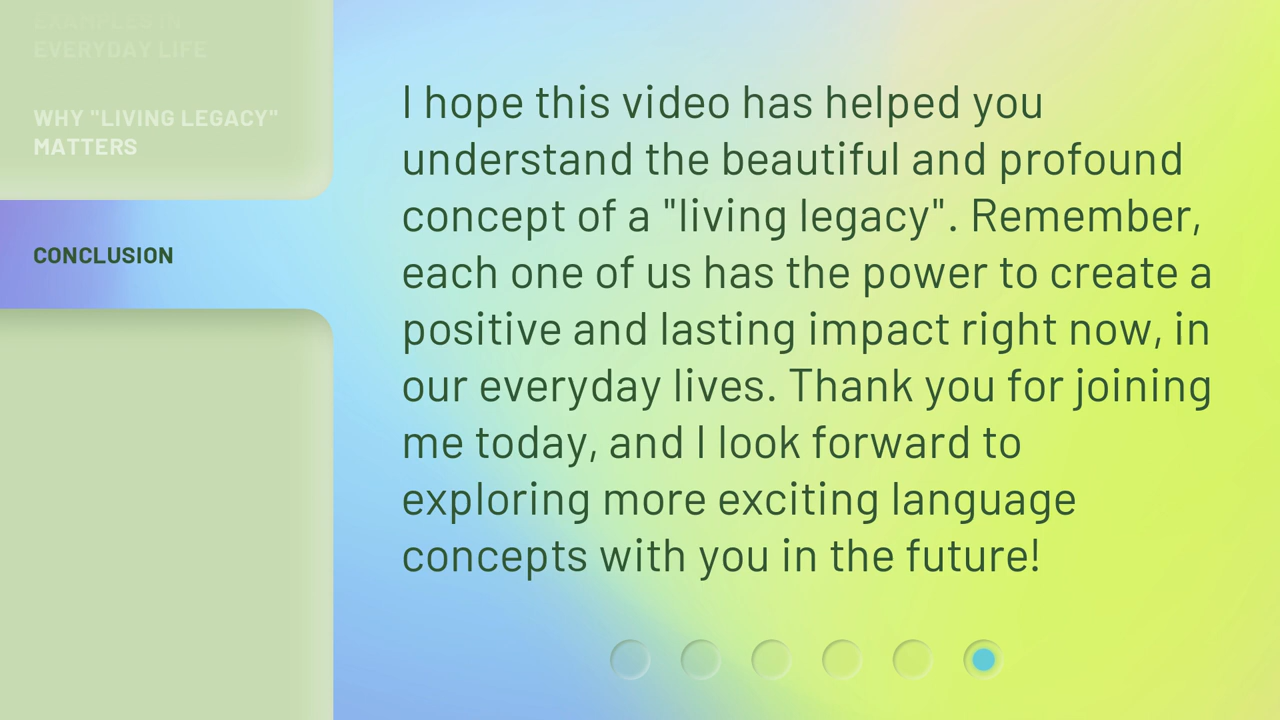 EXAMPLES IN
EVERYDAY LIFE
WHY "LIVING LEGACY"
MATTERS
CONCLUSION
I hope this video has helped you
understand the beautiful and profound
concept of a "living legacy". Remember,
each one of us has the power to create a
positive and lasting impact right now, in
our everyday lives. Thank you for joining
me today, and I look forward to
exploring more exciting language
concepts with you in the future!